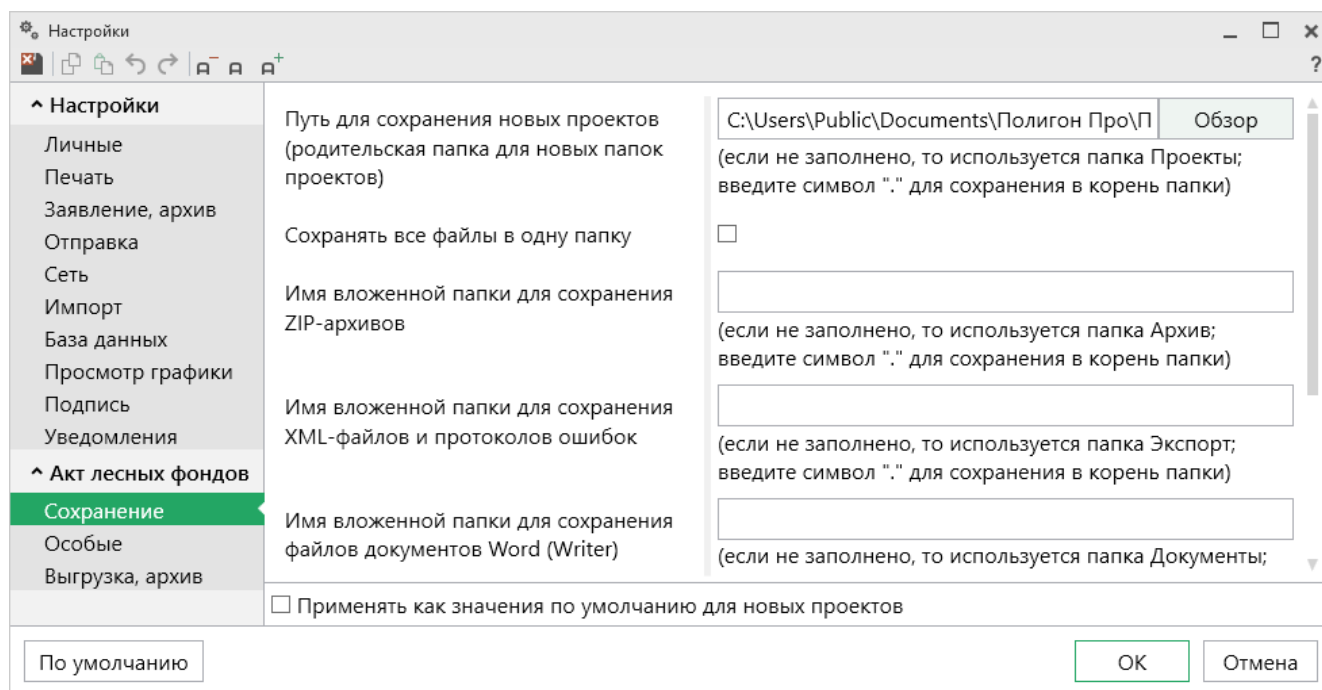 Настройки
?
Настройки
Личные
Печать
Заявление, архив
Отправка
Сеть
Импорт
База данных
Просмотр графики
Подпись
Уведомления
Акт лесных фондов
Сохранение
Особые
Выгрузка, архив
Путь для сохранения новых проектов
(родительская папка для новых папок
проектов)
C:\Users\Public\Documents\Полигон Про\П
Обзор
(если не заполнено, то используется папка Проекты;
введите символ "." для сохранения в корень папки)
Сохранять все файлы в одну папку
Имя вложенной папки для сохранения
ZIP-архивов
(если не заполнено, то используется папка Архив;
введите символ "." для сохранения в корень папки)
Имя вложенной папки для сохранения
XML-файлов и протоколов ошибок
(если не заполнено, то используется папка Экспорт;
введите символ "." для сохранения в корень папки)
Имя вложенной папки для сохранения
файлов документов Word (Writer)
(если не заполнено, то используется папка Документы;
Применять как значения по умолчанию для новых проектов
По умолчанию
ОК
Отмена